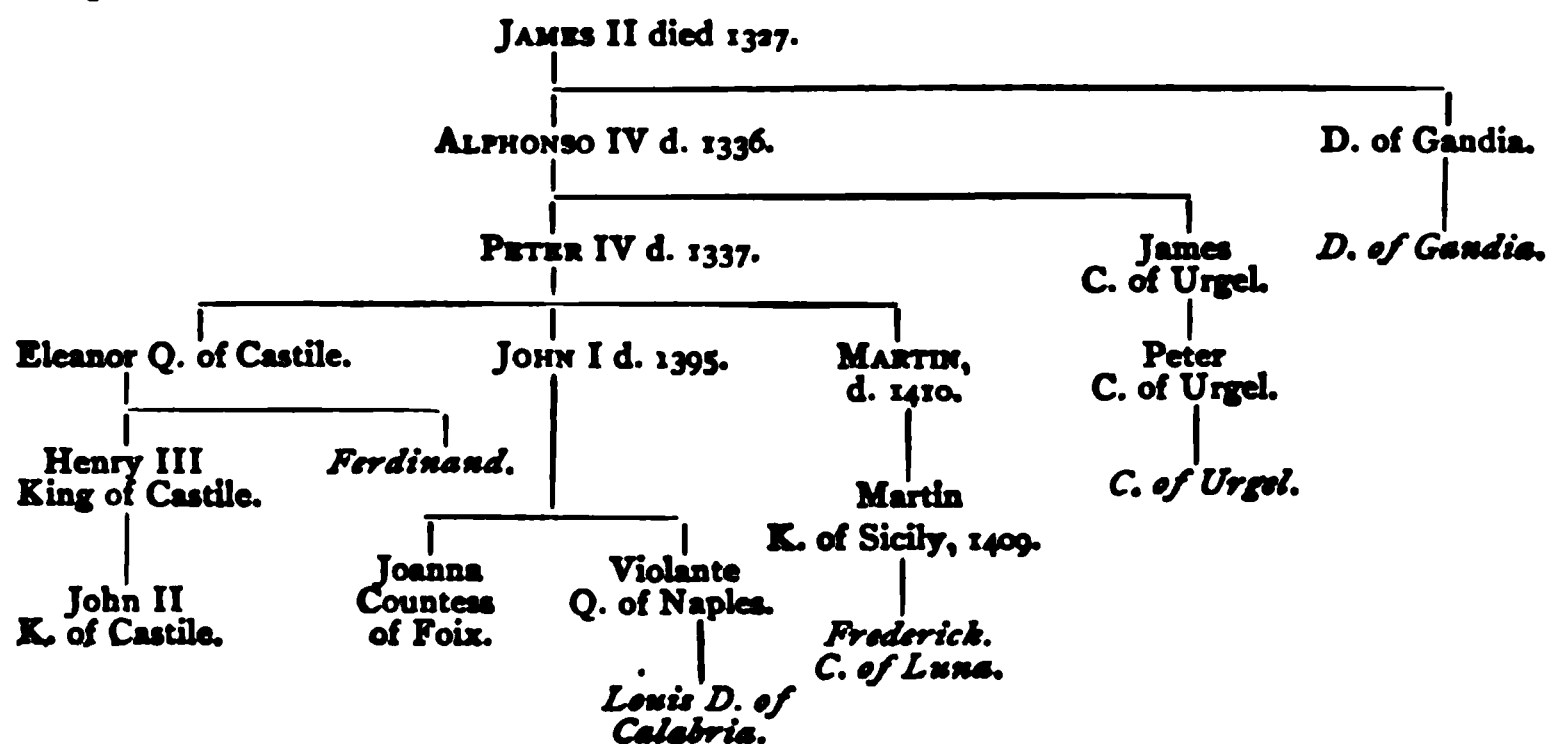 JAMES II died 1327.
ALPHONSO IV d. 1336.
D. of Gandia.
PETER IV d. 1337.
James
C. of Urgel.
D. of Gandia.
Eleanor Q. of Castile.
JOHN I d. 1395.
MARTIN,
d. 1410.
Peter
C. of Urgel.
Henry III
King of Castile.
Ferdinand.
Martin
K. of Sicily, 1409.
C. of Urgel.
John II
K. of Castile.
Joanna
Countess
of Foix.
Violante
Q. of Naples.
Frederick.
C. of Luna.
Louis D. of
Calabria.